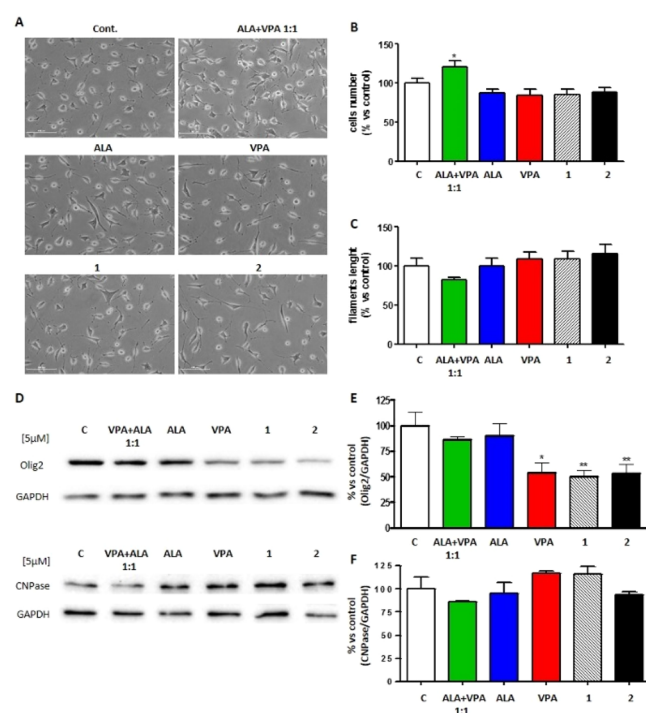 A
Cont.
ALA+VPA 1:1
ALA
VPA
1
2
B
cells number
(% vs control)
150
100
50
0
*
C
ALA+VPA
1:1
ALA
VPA
1
2
C
filaments lenght
(% vs control)
150
100
50
0
C
ALA+VPA
1:1
ALA
VPA
1
2
D
[5μM]
C
VPA+ALA
1:1
ALA
VPA
1
2
Olig2
GAPDH
[5μM]
C
VPA+ALA
1:1
ALA
VPA
1
2
CNPase
GAPDH
E
% vs control
(Olig2/GAPDH)
125
100
75
50
25
0
*
**
**
C
ALA+VPA
1:1
ALA
VPA
1
2
F
% vs control
(CNPase/GAPDH)
125
100
75
50
25
0
C
ALA+VPA
1:1
ALA
VPA
1
2